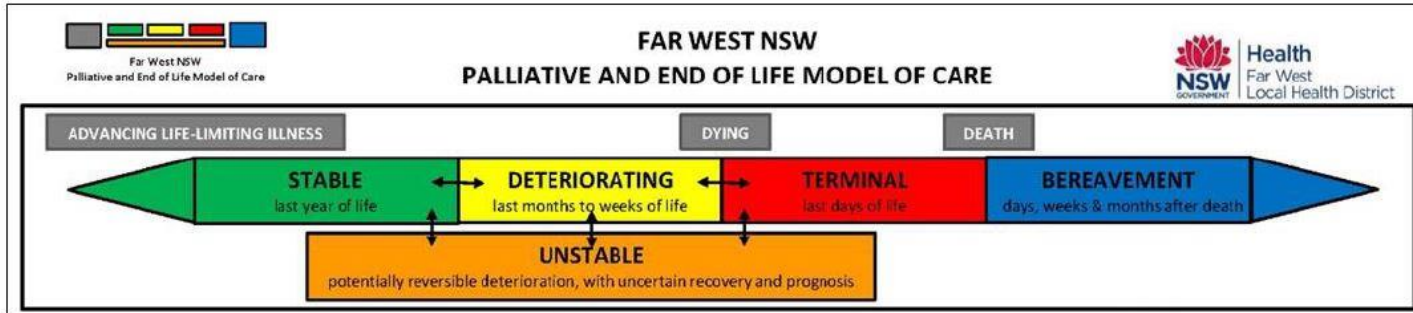 Far West NSW
Palliative and End of Life Model of Care
FAR WEST NSW
PALLIATIVE AND END OF LIFE MODEL OF CARE
NSW
GOVERNMENT
Health
Far West
Local Health District
ADVANCING LIFE-LIMITING ILLNESS
DYING
DEATH
STABLE
last year of life
DETERIORATING
last months to weeks of life
TERMINAL
last days of life
BEREAVEMENT
days, weeks & months after death
UNSTABLE
potentially reversible deterioration, with uncertain recovery and prognosis